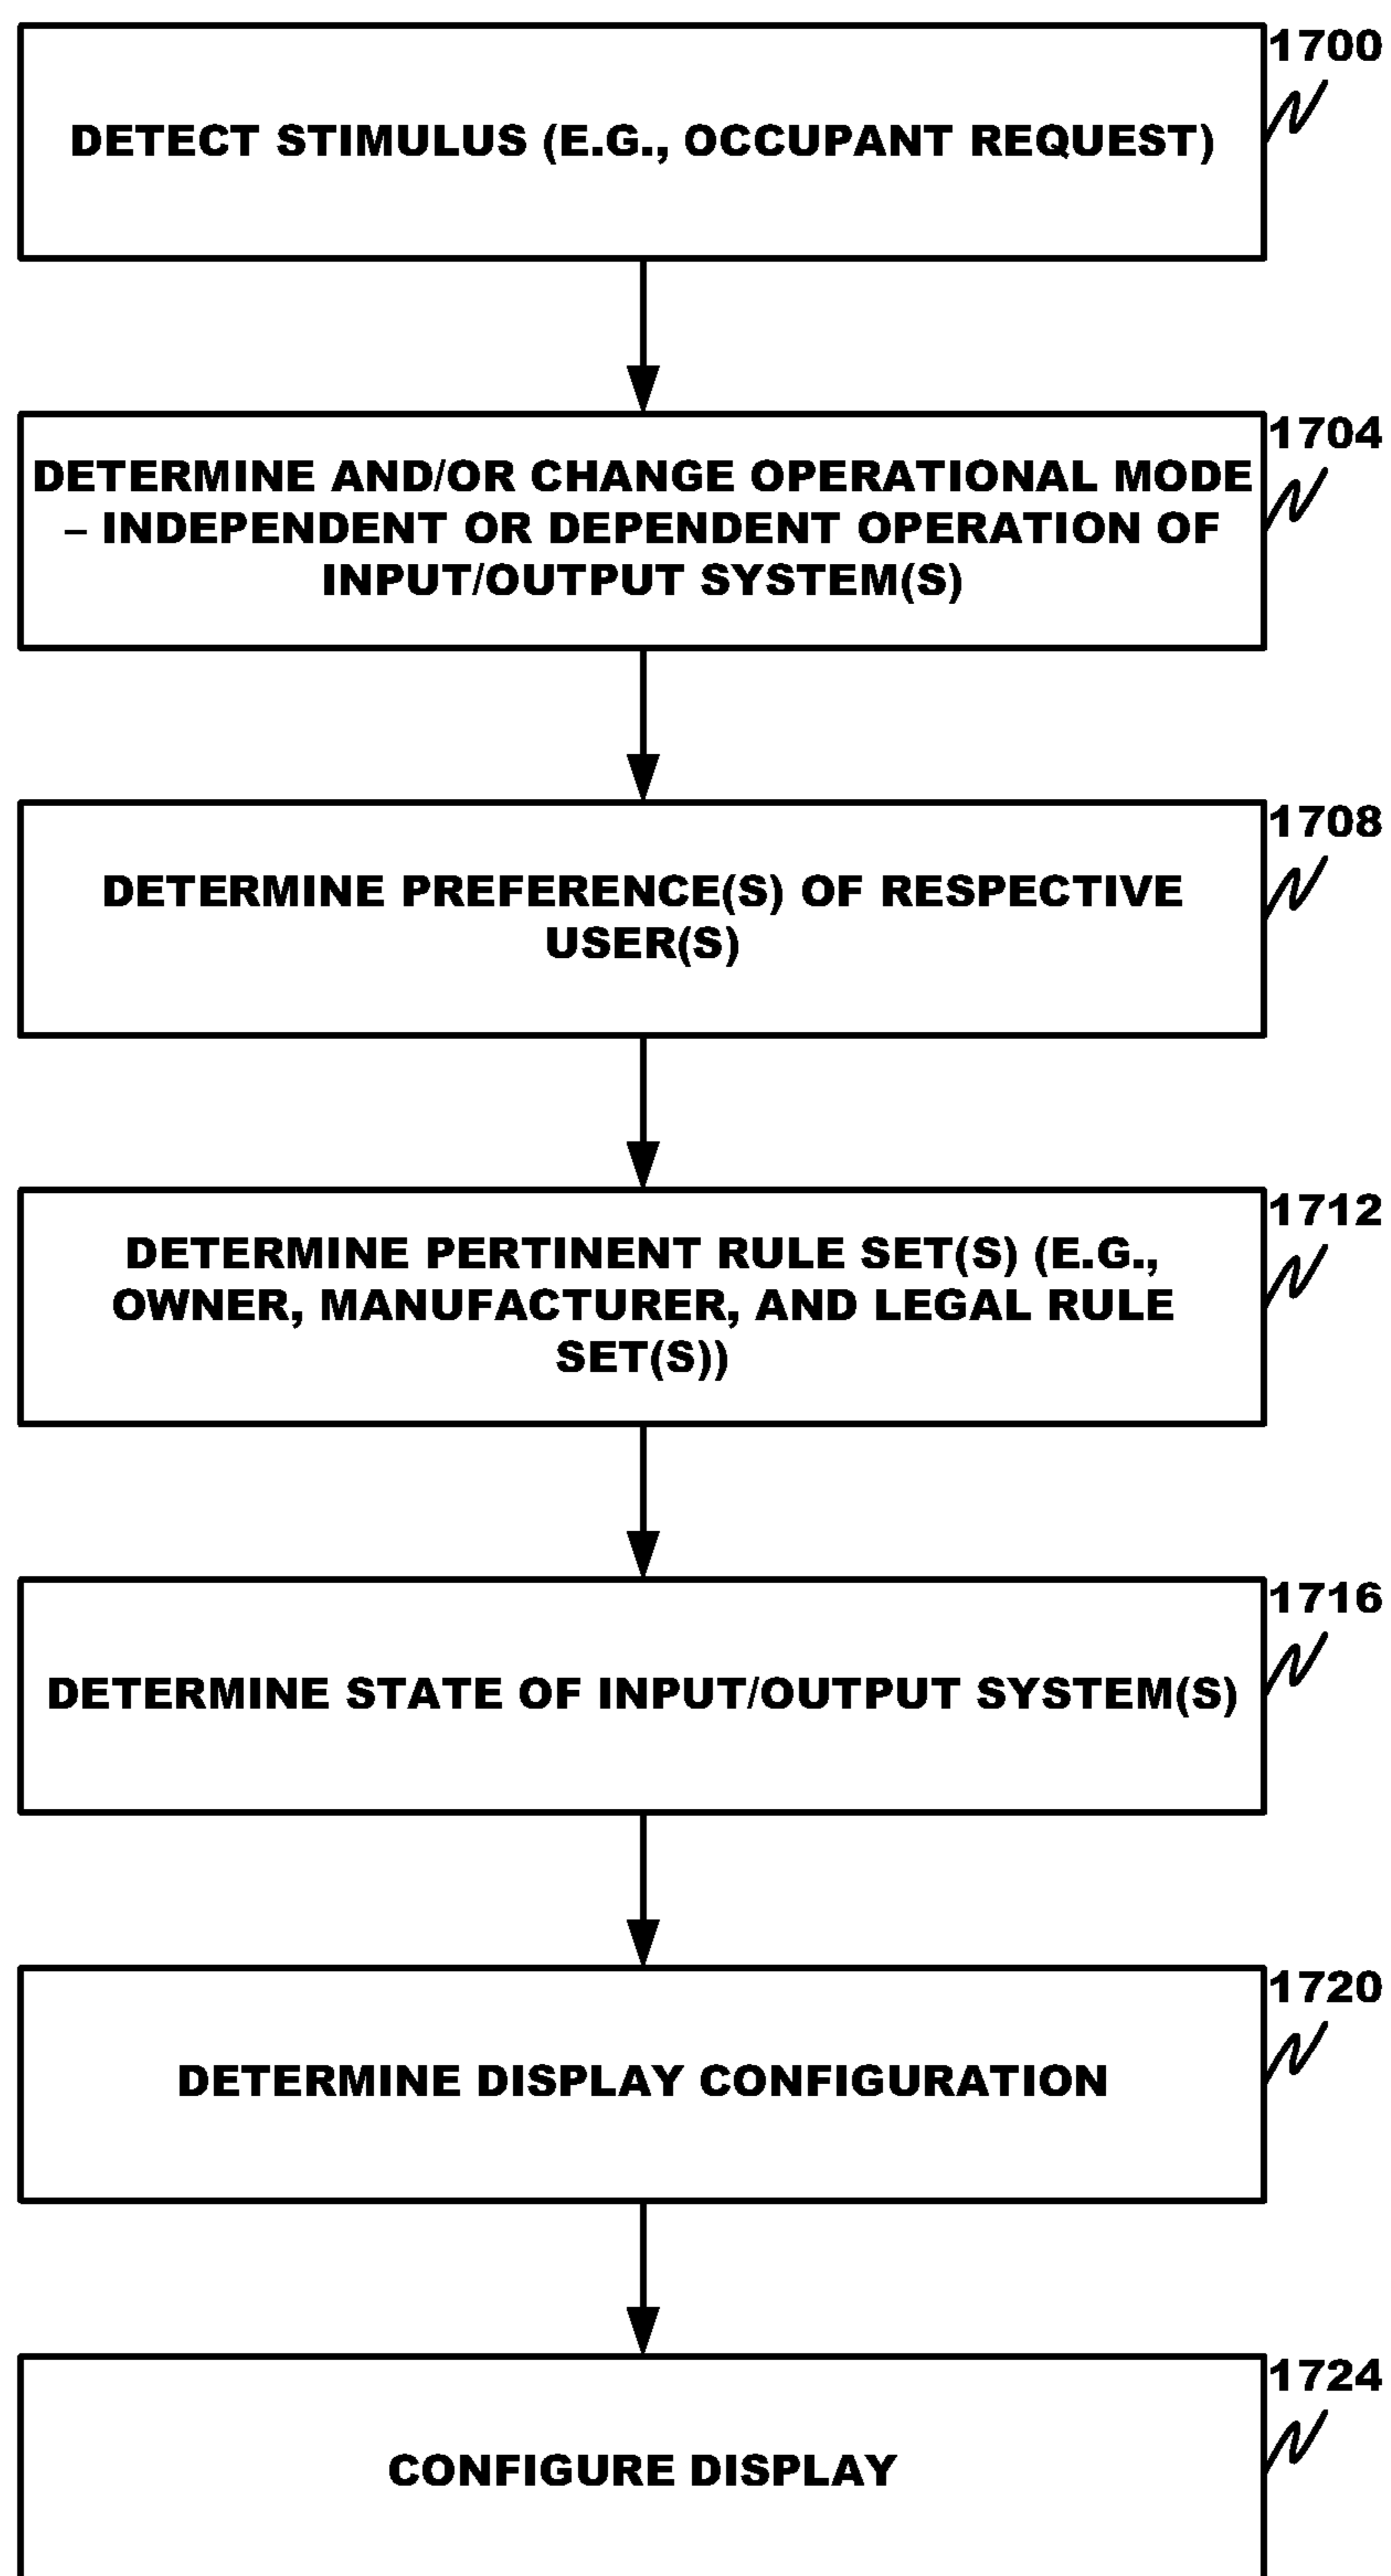 1700
DETECT STIMULUS (E.G., OCCUPANT REQUEST)
1704
DETERMINE AND/OR CHANGE OPERATIONAL MODE
– INDEPENDENT OR DEPENDENT OPERATION OF
INPUT/OUTPUT SYSTEM(S)
1708
DETERMINE PREFERENCE(S) OF RESPECTIVE
USER(S)
1712
DETERMINE PERTINENT RULE SET(S) (E.G.,
OWNER, MANUFACTURER, AND LEGAL RULE
SET(S))
1716
DETERMINE STATE OF INPUT/OUTPUT SYSTEM(S)
1720
DETERMINE DISPLAY CONFIGURATION
1724
CONFIGURE DISPLAY